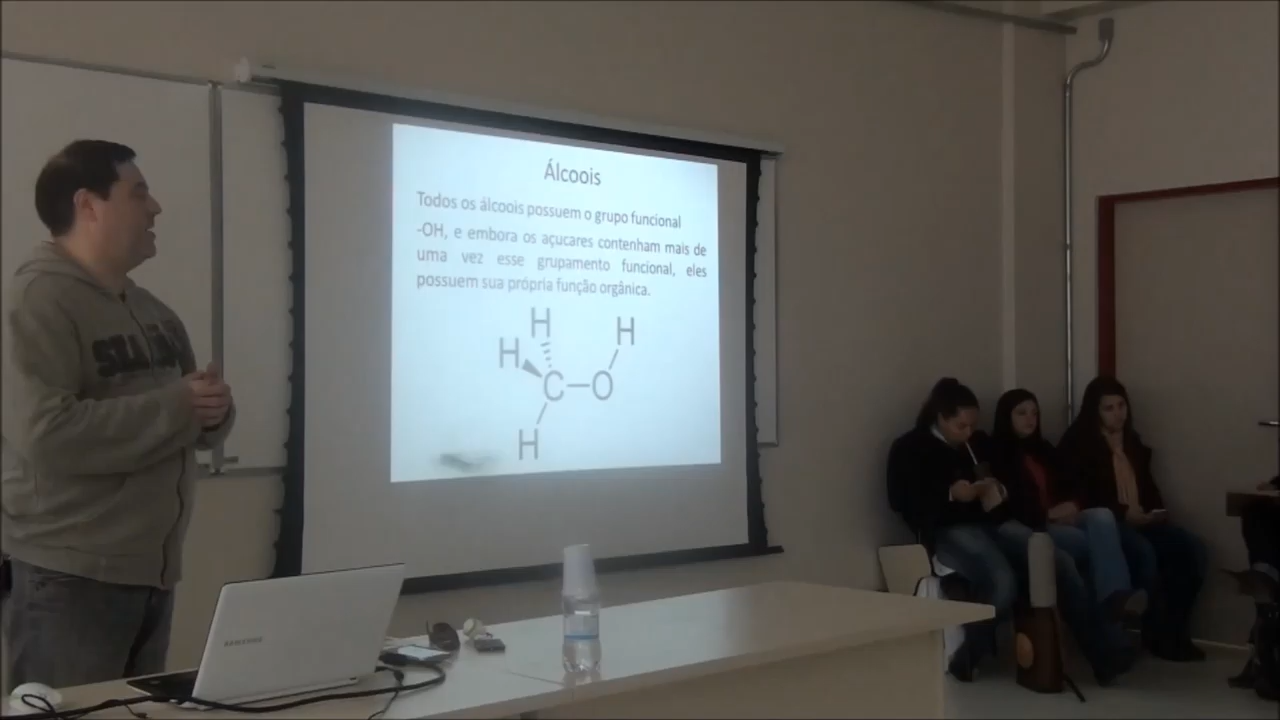 Álcoois
Todos os álcoois possuem o grupo funcional
-OH, e embora os açucares contenham mais de
uma vez esse grupamento funcional, eles
possuem sua própria função orgânica.
H
H
H
C
O
H
SAMSUNG